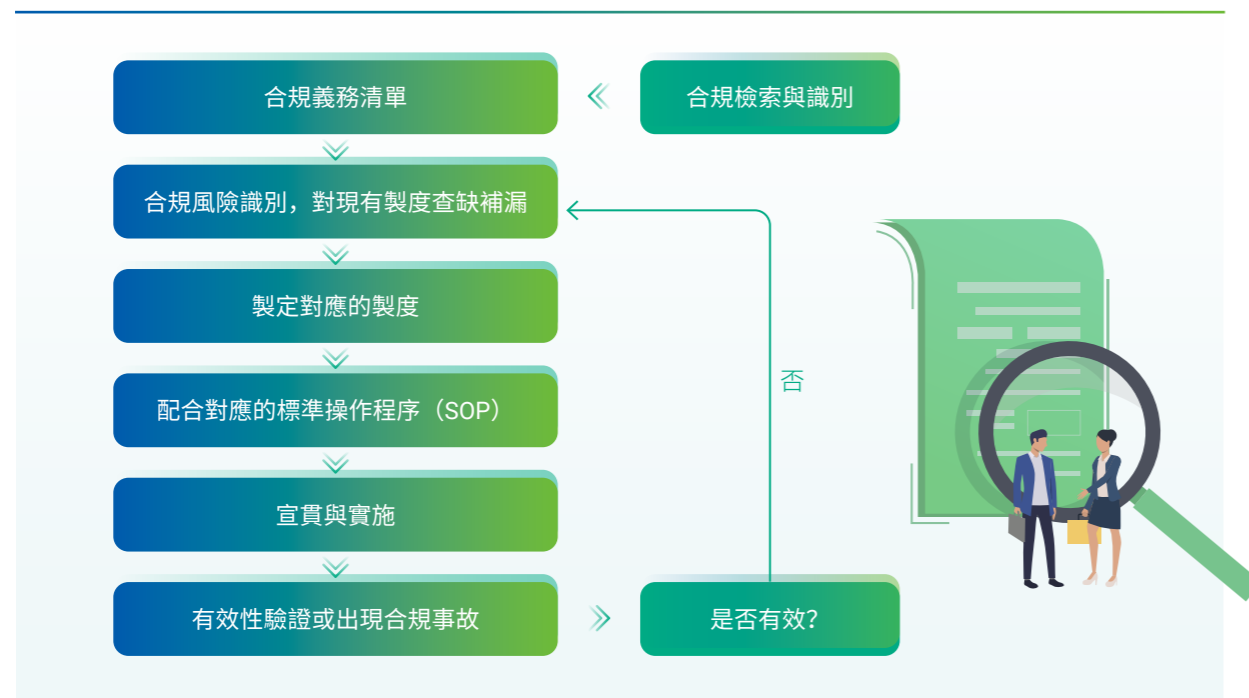 合規義務清單
合規檢索與識別
合規風險識別，對現有製度查缺補漏
製定對應的製度
否
配合對應的標準操作程序（SOP）
宣貫與實施
有效性驗證或出現合規事故
是否有效？